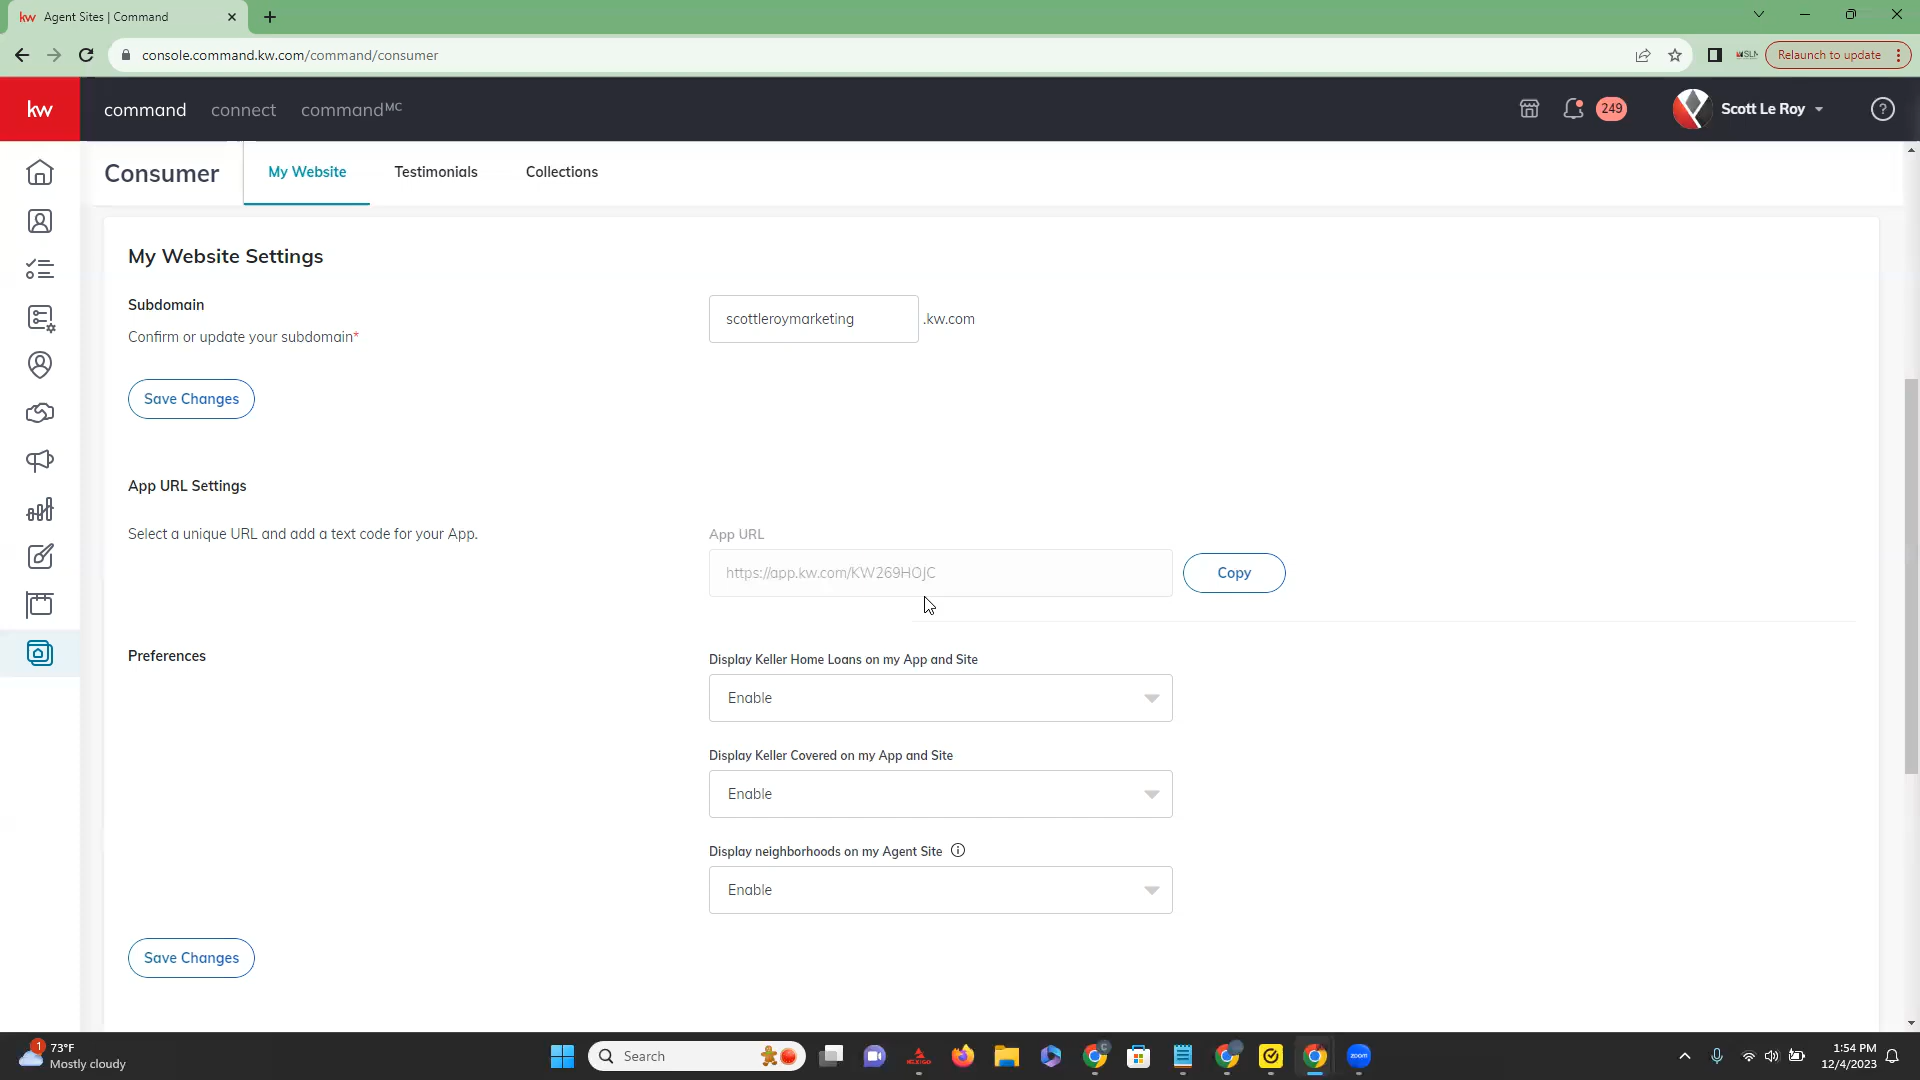 kw Agent Sites | Command
console.command.kw.com/command/consumer
Relaunch to update
kw command connect commandMC 249 Scott Le Roy
Consumer My Website Testimonials Collections
My Website Settings
Subdomain
Confirm or update your subdomain*
scottleroymarketing .kw.com
Save Changes
App URL Settings
Select a unique URL and add a text code for your App.
App URL
https://app.kw.com/KW269HOJC
Copy
Preferences
Display Keller Home Loans on my App and Site
Enable
Display Keller Covered on my App and Site
Enable
Display neighborhoods on my Agent Site
Enable
Save Changes
1
73°F
Mostly cloudy
Search
zoom
1:54 PM
12/4/2023